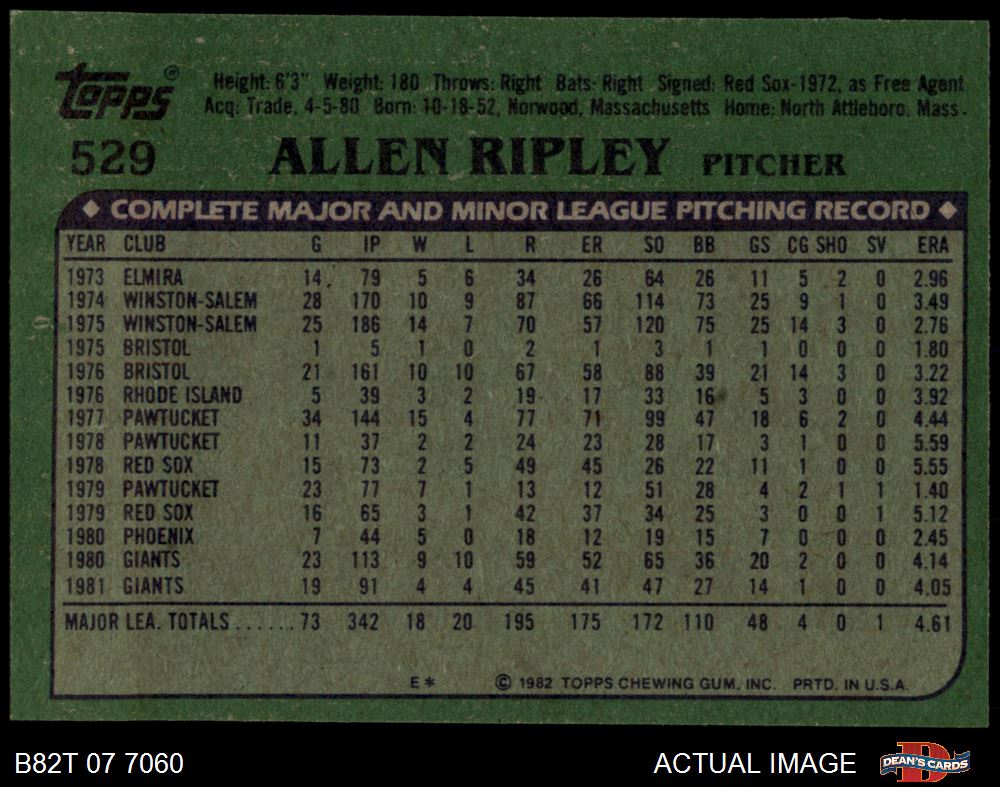 Topps® Height: 6'3" Weight: 180 Throws: Right Bats: Right Signed: Red Sox-1972, as Free Agent
Acq: Trade, 4-5-80 Born: 10-18-52, Norwood, Massachusetts Home: North Attleboro, Mass.
529 ALLEN RIPLEY PITCHER
◆ COMPLETE MAJOR AND MINOR LEAGUE PITCHING RECORD ◆
YEAR CLUB G IP W L R ER SO BB GS CG SHO SV ERA
1973 ELMIRA 14 79 5 6 34 26 64 26 11 5 2 0 2.96
1974 WINSTON-SALEM 28 170 10 9 87 66 114 73 25 9 1 0 3.49
1975 WINSTON-SALEM 25 186 14 7 70 57 120 75 25 14 3 0 2.76
1975 BRISTOL 1 5 1 0 2 1 3 1 1 0 0 0 1.80
1976 BRISTOL 21 161 10 10 67 58 88 39 21 14 3 0 3.22
1976 RHODE ISLAND 5 39 3 2 19 17 33 16 5 3 0 0 3.92
1977 PAWTUCKET 34 144 15 4 77 71 99 47 18 6 2 0 4.44
1978 PAWTUCKET 11 37 2 2 24 23 28 17 3 1 0 0 5.59
1978 RED SOX 15 73 2 5 49 45 26 22 11 1 0 0 5.55
1979 PAWTUCKET 23 77 7 1 13 12 51 28 4 2 1 1 1.40
1979 RED SOX 16 65 3 1 42 37 34 25 3 0 0 1 5.12
1980 PHOENIX 7 44 5 0 18 12 19 15 7 0 0 0 2.45
1980 GIANTS 23 113 9 10 59 52 65 36 20 2 0 0 4.14
1981 GIANTS 19 91 4 4 45 41 47 27 14 1 0 0 4.05
MAJOR LEA. TOTALS......73 342 18 20 195 175 172 110 48 4 0 1 4.61
E* © 1982 TOPPS CHEWING GUM, INC. PRTD. IN U.S.A.
B82T 07 7060 ACTUAL IMAGE DEAN'S CARDS